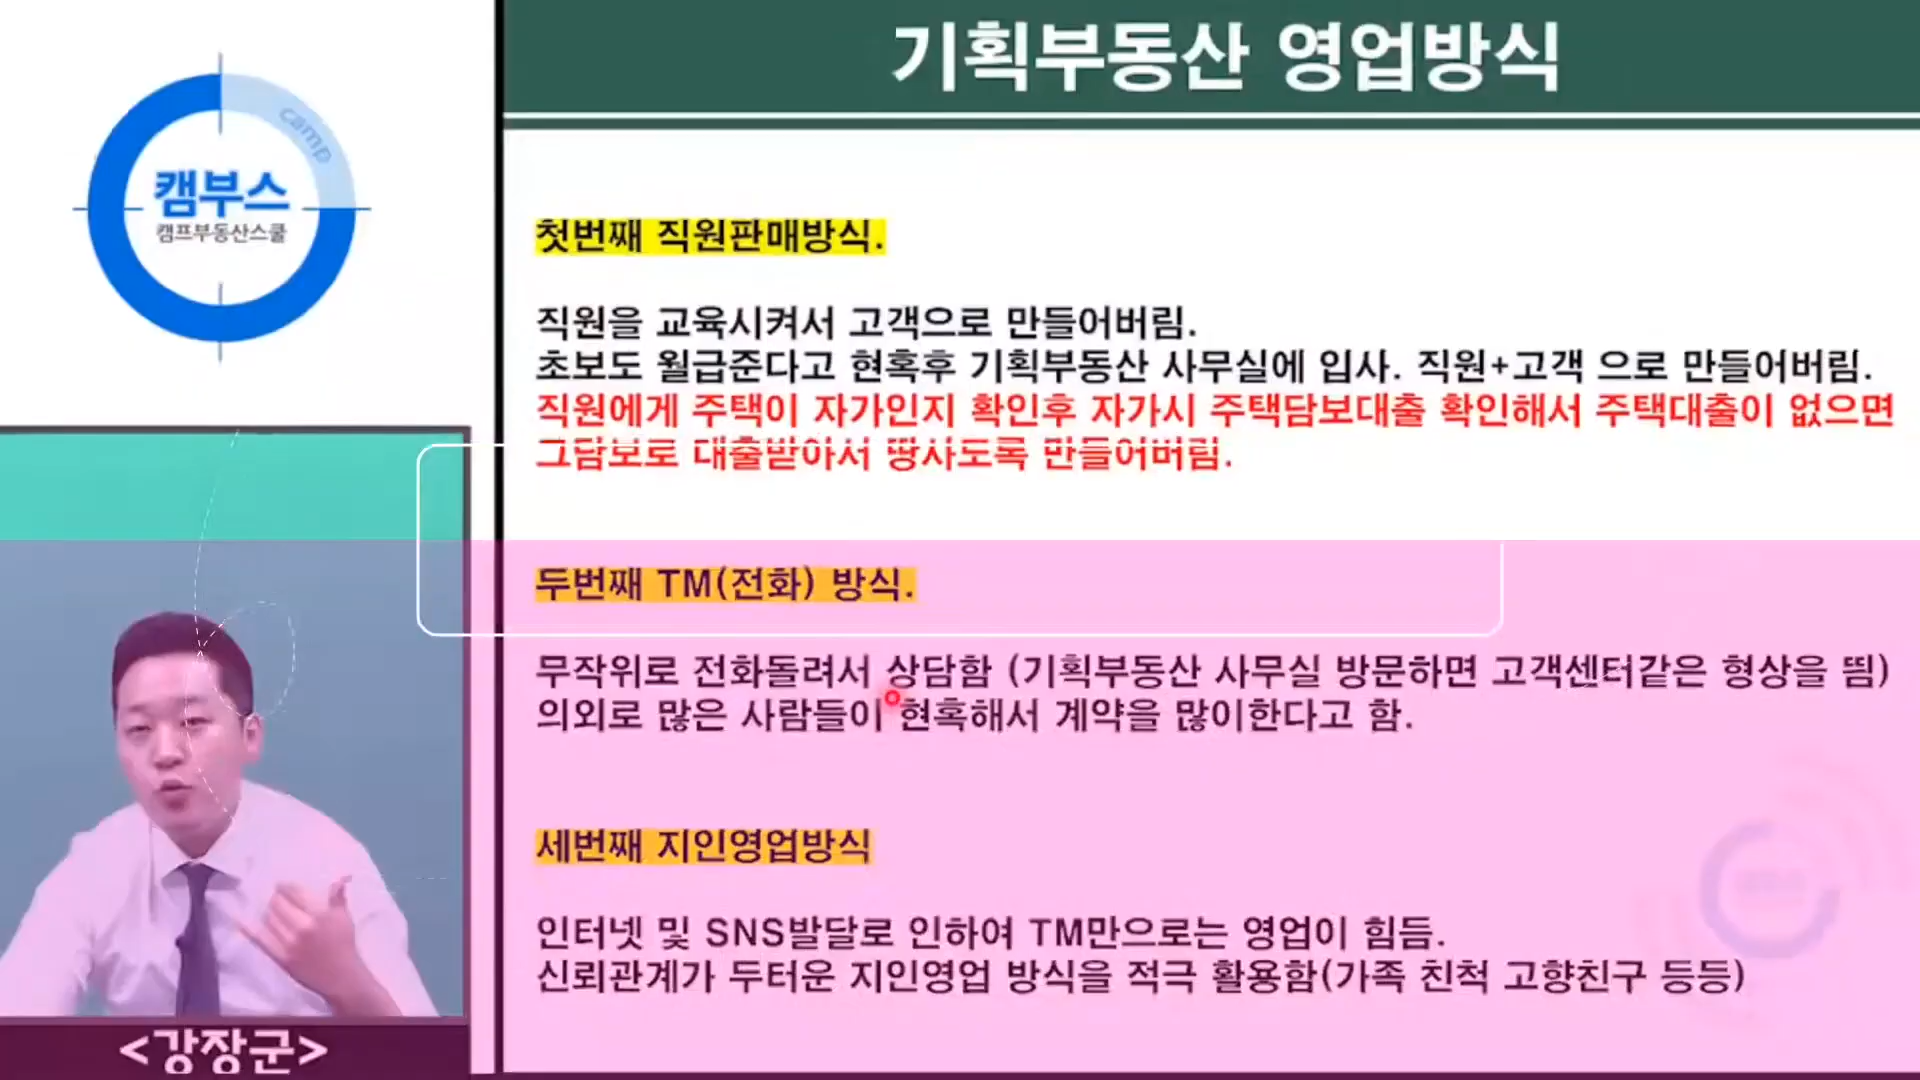 기획부동산 영업방식
camp
캠부스
캠프부동산스쿨
첫번째 직원판매방식.
직원을 교육시켜서 고객으로 만들어버림.
초보도 월급준다고 현혹후 기획부동산 사무실에 입사. 직원+고객 으로 만들어버림.
직원에게 주택이 자가인지 확인후 자가시 주택담보대출 확인해서 주택대출이 없으면
그담보로 대출받아서 땅사도록 만들어버림.
두번째 TM(전화) 방식.
무작위로 전화돌려서 상담함 (기획부동산 사무실 방문하면 고객센터같은 형상을 띔)
의외로 많은 사람들이 현혹해서 계약을 많이한다고 함.
세번째 지인영업방식
인터넷 및 SNS발달로 인하여 TM만으로는 영업이 힘듬.
신뢰관계가 두터운 지인영업 방식을 적극 활용함(가족 친척 고향친구 등등)
<강장군>